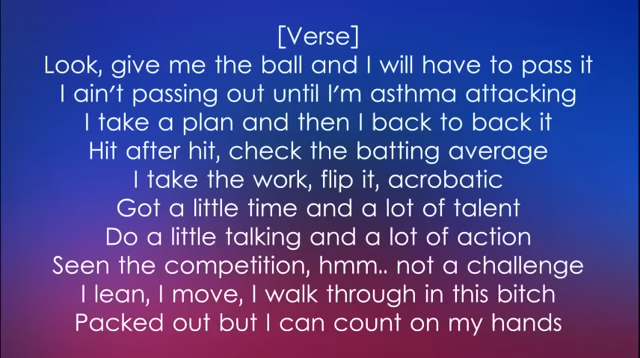 [Verse]
Look, give me the ball and I will have to pass it
I ain't passing out until I'm asthma attacking
I take a plan and then I back to back it
Hit after hit, check the batting average
I take the work, flip it, acrobatic
Got a little time and a lot of talent
Do a little talking and a lot of action
Seen the competition, hmm.. not a challenge
I lean, I move, I walk through in this bitch
Packed out but I can count on my hands